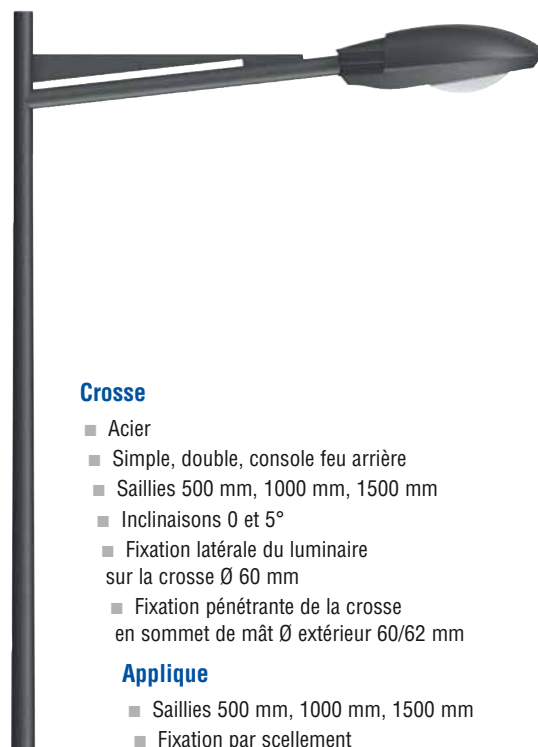 Crosse
■ Acier
■ Simple, double, console feu arrière
■ Saillies 500 mm, 1000 mm, 1500 mm
■ Inclinaisons 0 et 5°
■ Fixation latérale du luminaire
sur la crosse Ø 60 mm
■ Fixation pénétrante de la crosse
en sommet de mât Ø extérieur 60/62 mm
Applique
■ Saillies 500 mm, 1000 mm, 1500 mm
■ Fixation par scellement